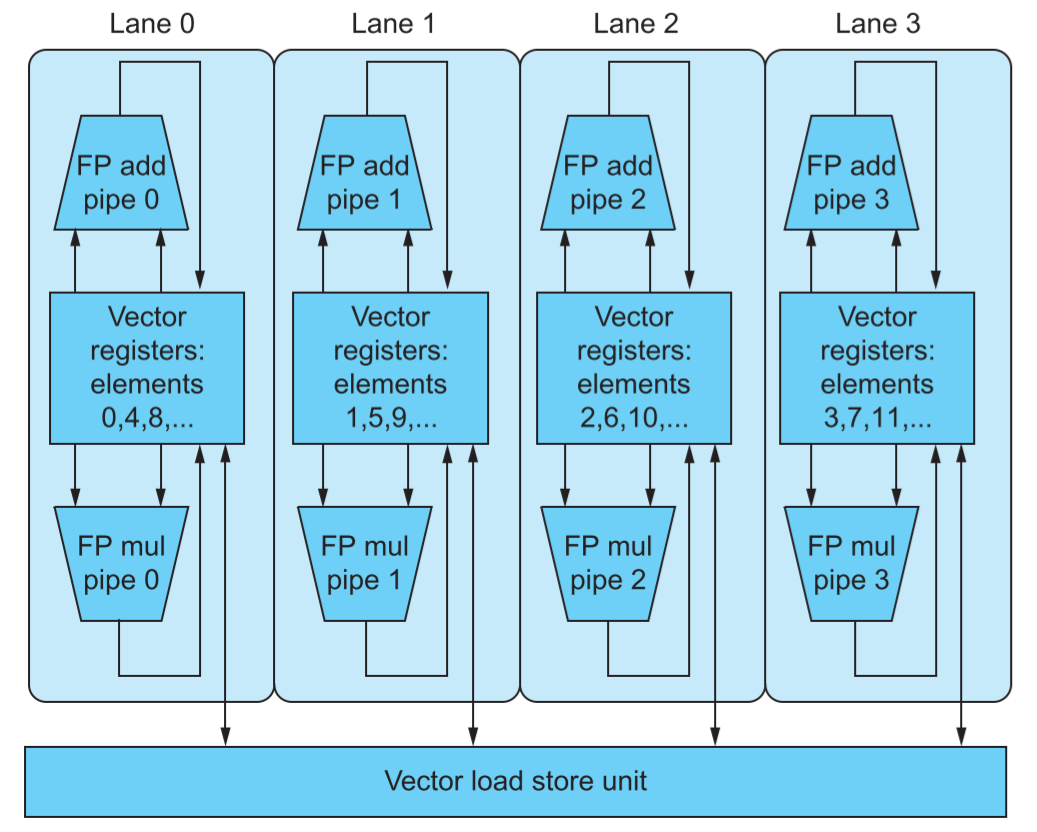 Lane 0
Lane 1
Lane 2
Lane 3
FP add
pipe 0
FP add
pipe 1
FP add
pipe 2
FP add
pipe 3
Vector
registers:
elements
0,4,8,...
Vector
registers:
elements
1,5,9,...
Vector
registers:
elements
2,6,10,...
Vector
registers:
elements
3,7,11,...
FP mul
pipe 0
FP mul
pipe 1
FP mul
pipe 2
FP mul
pipe 3
Vector load store unit